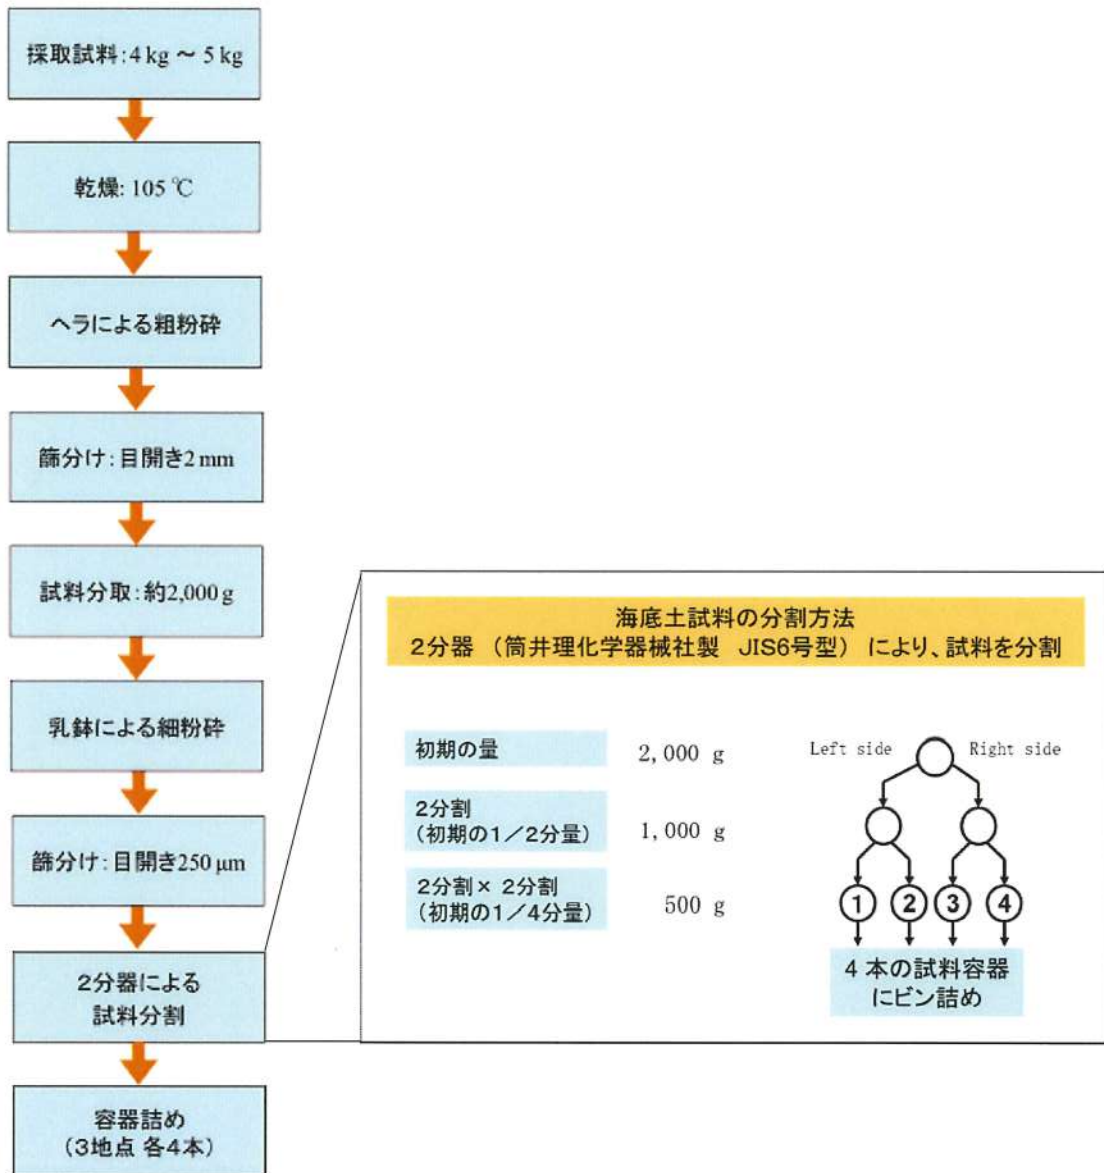 採取試料:4 kg ～ 5 kg
乾燥: 105 ℃
ヘラによる粗粉砕
篩分け:目開き2 mm
試料分取:約2,000 g
乳鉢による細粉砕
篩分け:目開き250 μm
2分器による
試料分割
容器詰め
(3地点 各4本)
海底土試料の分割方法
2分器 (筒井理化学器械社製 JIS6号型) により、試料を分割
初期の量
2,000 g
2分割
(初期の1／2分量)
1,000 g
2分割× 2分割
(初期の1／4分量)
500 g
Left side
Right side
1 2 3 4
4 本の試料容器
にビン詰め